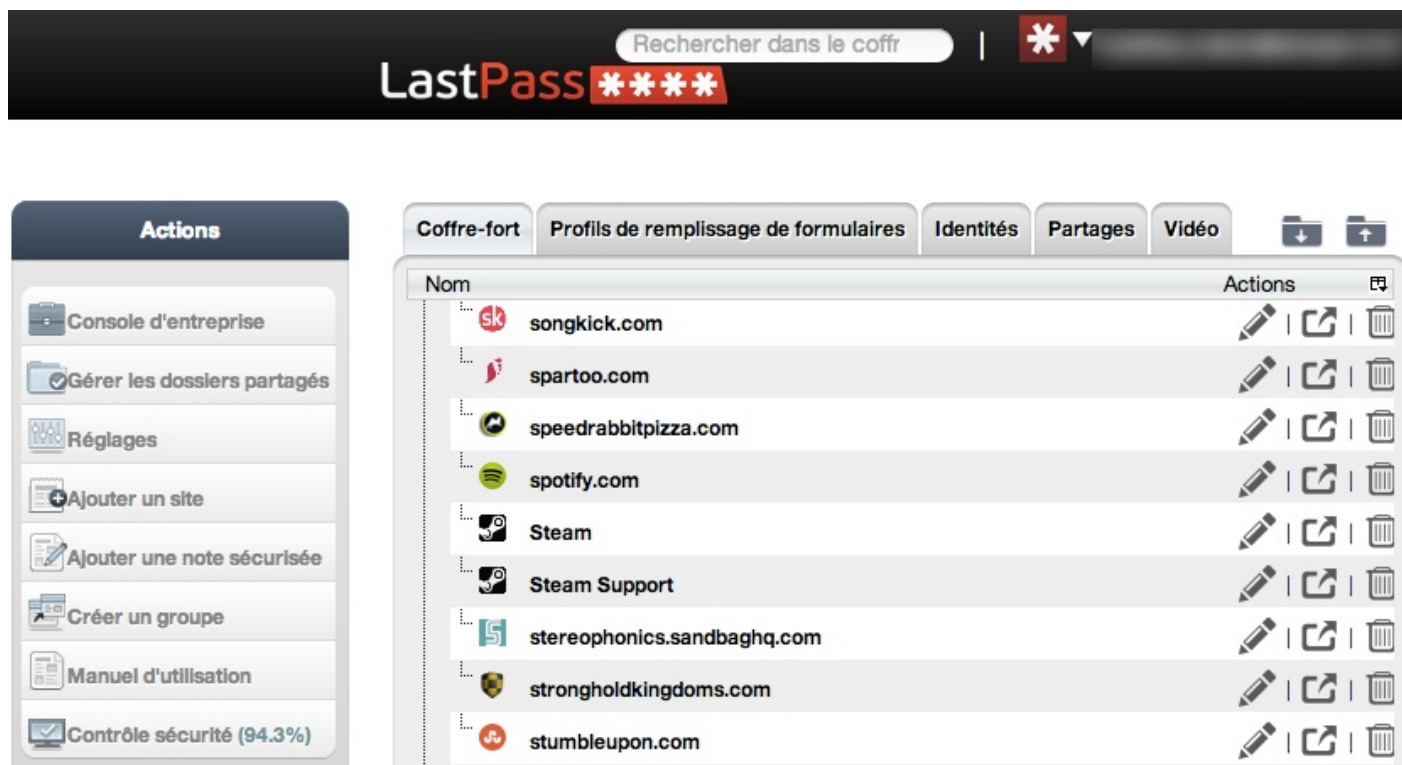 Rechercher dans le coffr
|
LastPass ****
Actions
Console d'entreprise
Gérer les dossiers partagés
Réglages
Ajouter un site
Ajouter une note sécurisée
Créer un groupe
Manuel d'utilisation
Contrôle sécurité (94.3%)
Coffre-fort Profils de remplissage de formulaires Identités Partages Vidéo
Nom Actions
songkick.com | |
spartoo.com | |
speedrabbitpizza.com | |
spotify.com | |
Steam | |
Steam Support | |
stereophonics.sandbaghq.com | |
strongholdkingdoms.com | |
stumbleupon.com | |